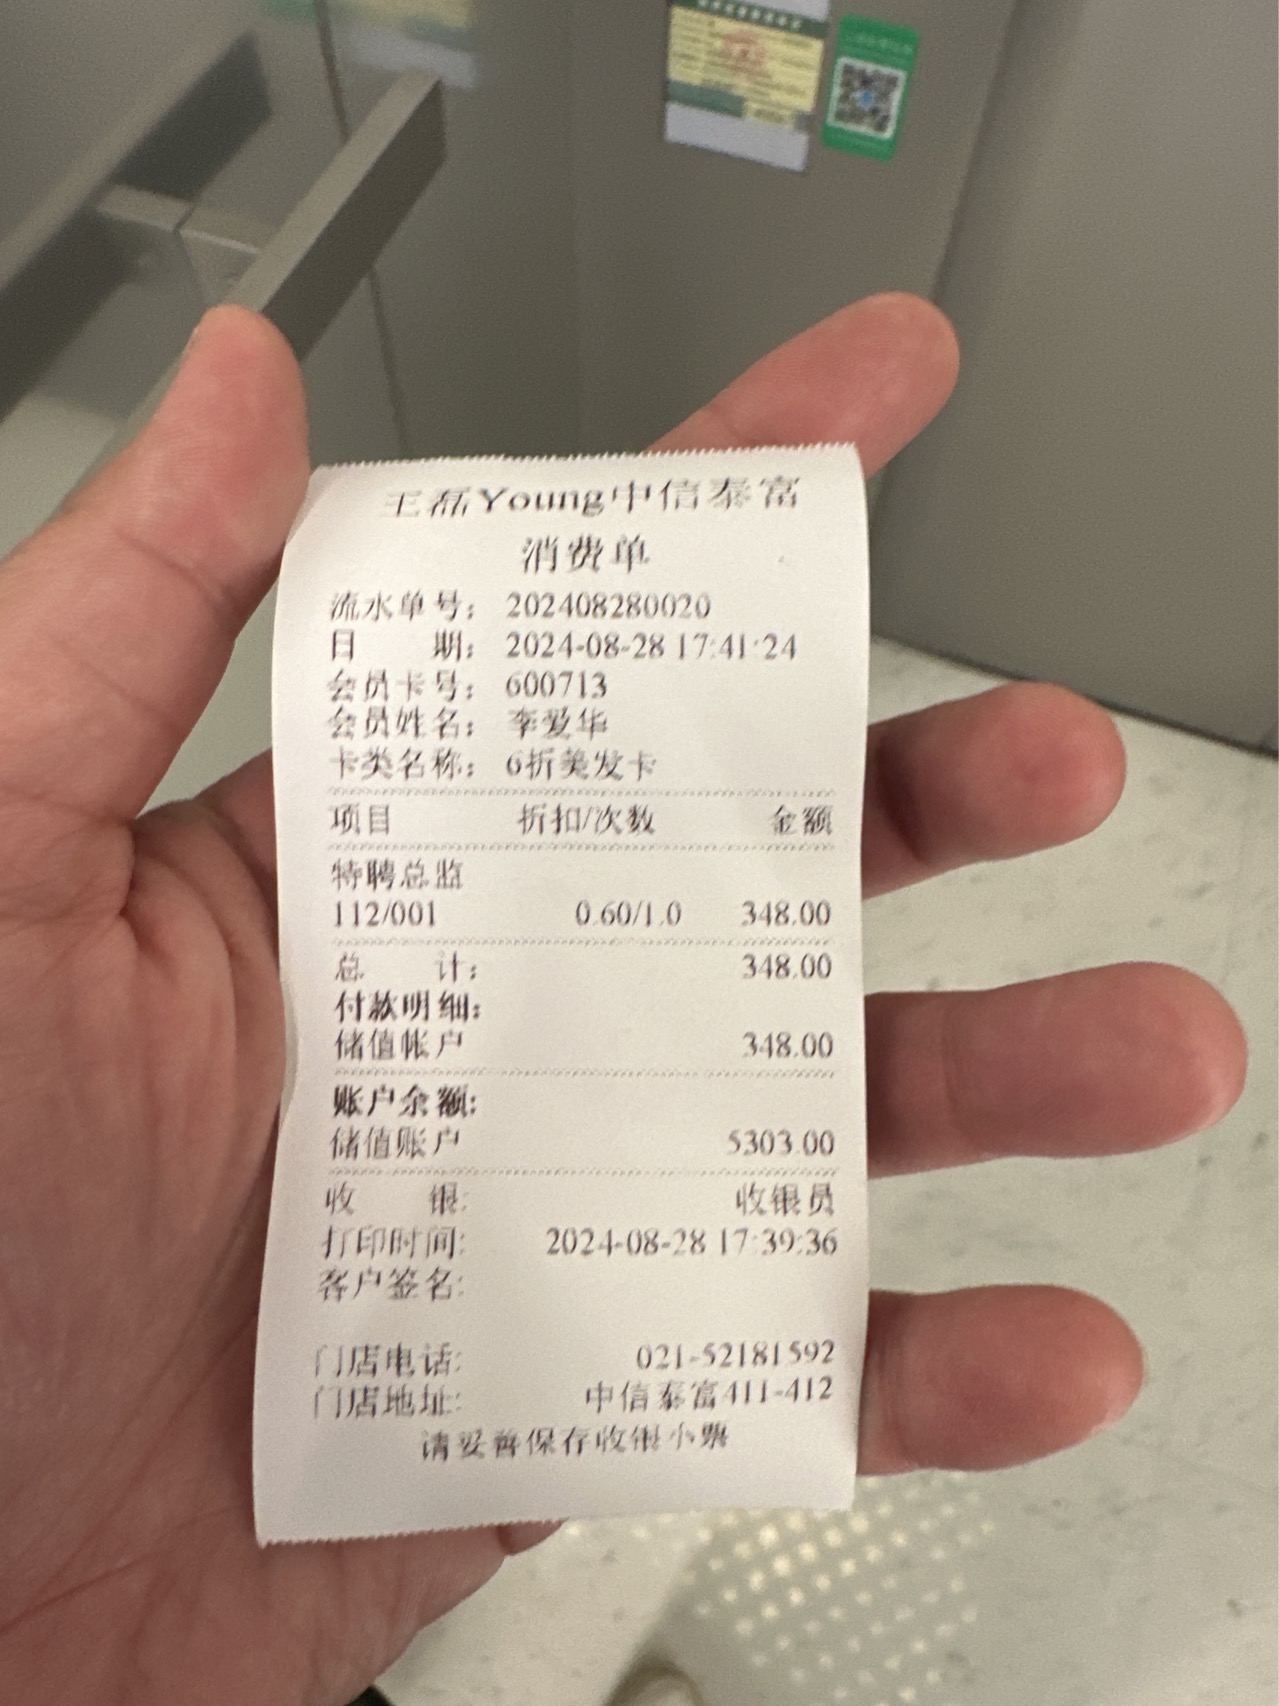 王磊Young中信泰富
消费单
流水单号： 202408280020
日 期： 2024-08-28 17:41:24
会员卡号： 600713
会员姓名： 李爱华
卡类名称： 6折美发卡
项目 折扣/次数 金额
特聘总监
112/001 0.60/1.0 348.00
总 计： 348.00
付款明细：
储值帐户 348.00
账户余额：
储值账户 5303.00
收 银: 收银员
打印时间: 2024-08-28 17:39:36
客户签名:
门店电话: 021-52181592
门店地址: 中信泰富411-412
请妥善保存收银小票